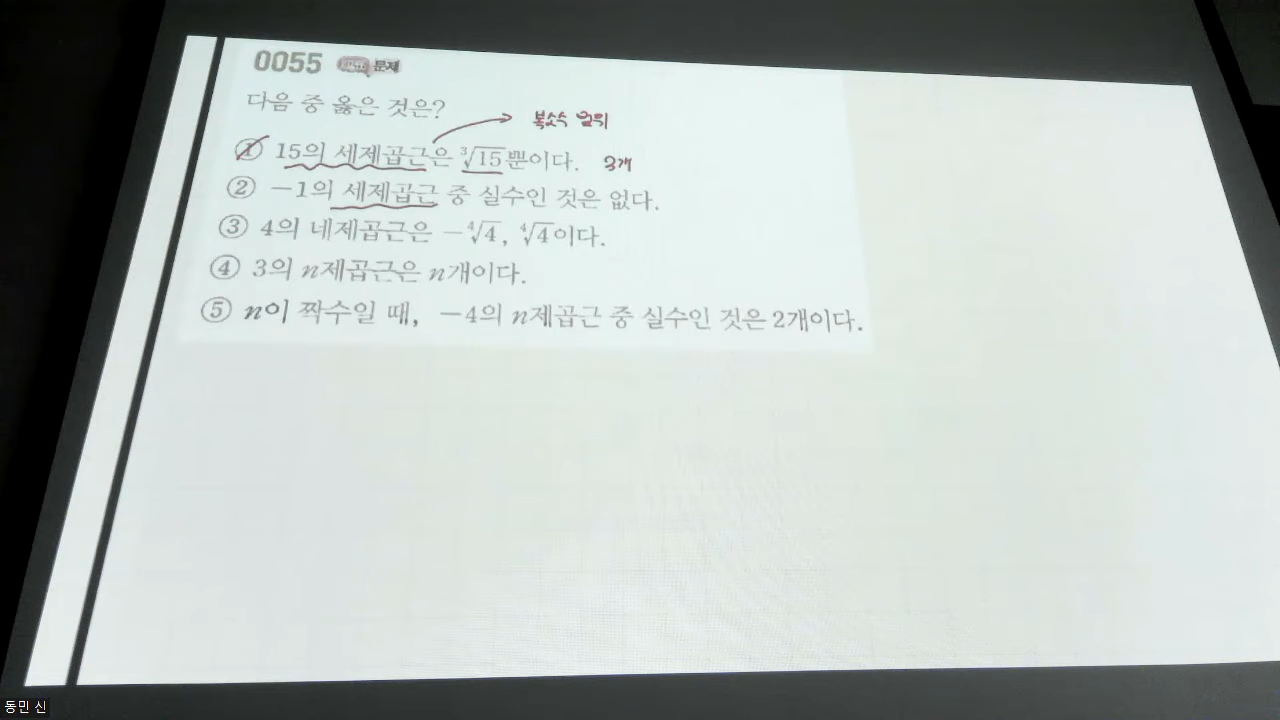 0055 문제
다음 중 옳은 것은?
복소수 범위
① 15의 세제곱근은 ∛15뿐이다. 3개
② −1의 세제곱근 중 실수인 것은 없다.
③ 4의 네제곱근은 −∜4, ∜4이다.
④ 3의 n제곱근은 n개이다.
⑤ n이 짝수일 때, −4의 n제곱근 중 실수인 것은 2개이다.
동민 신